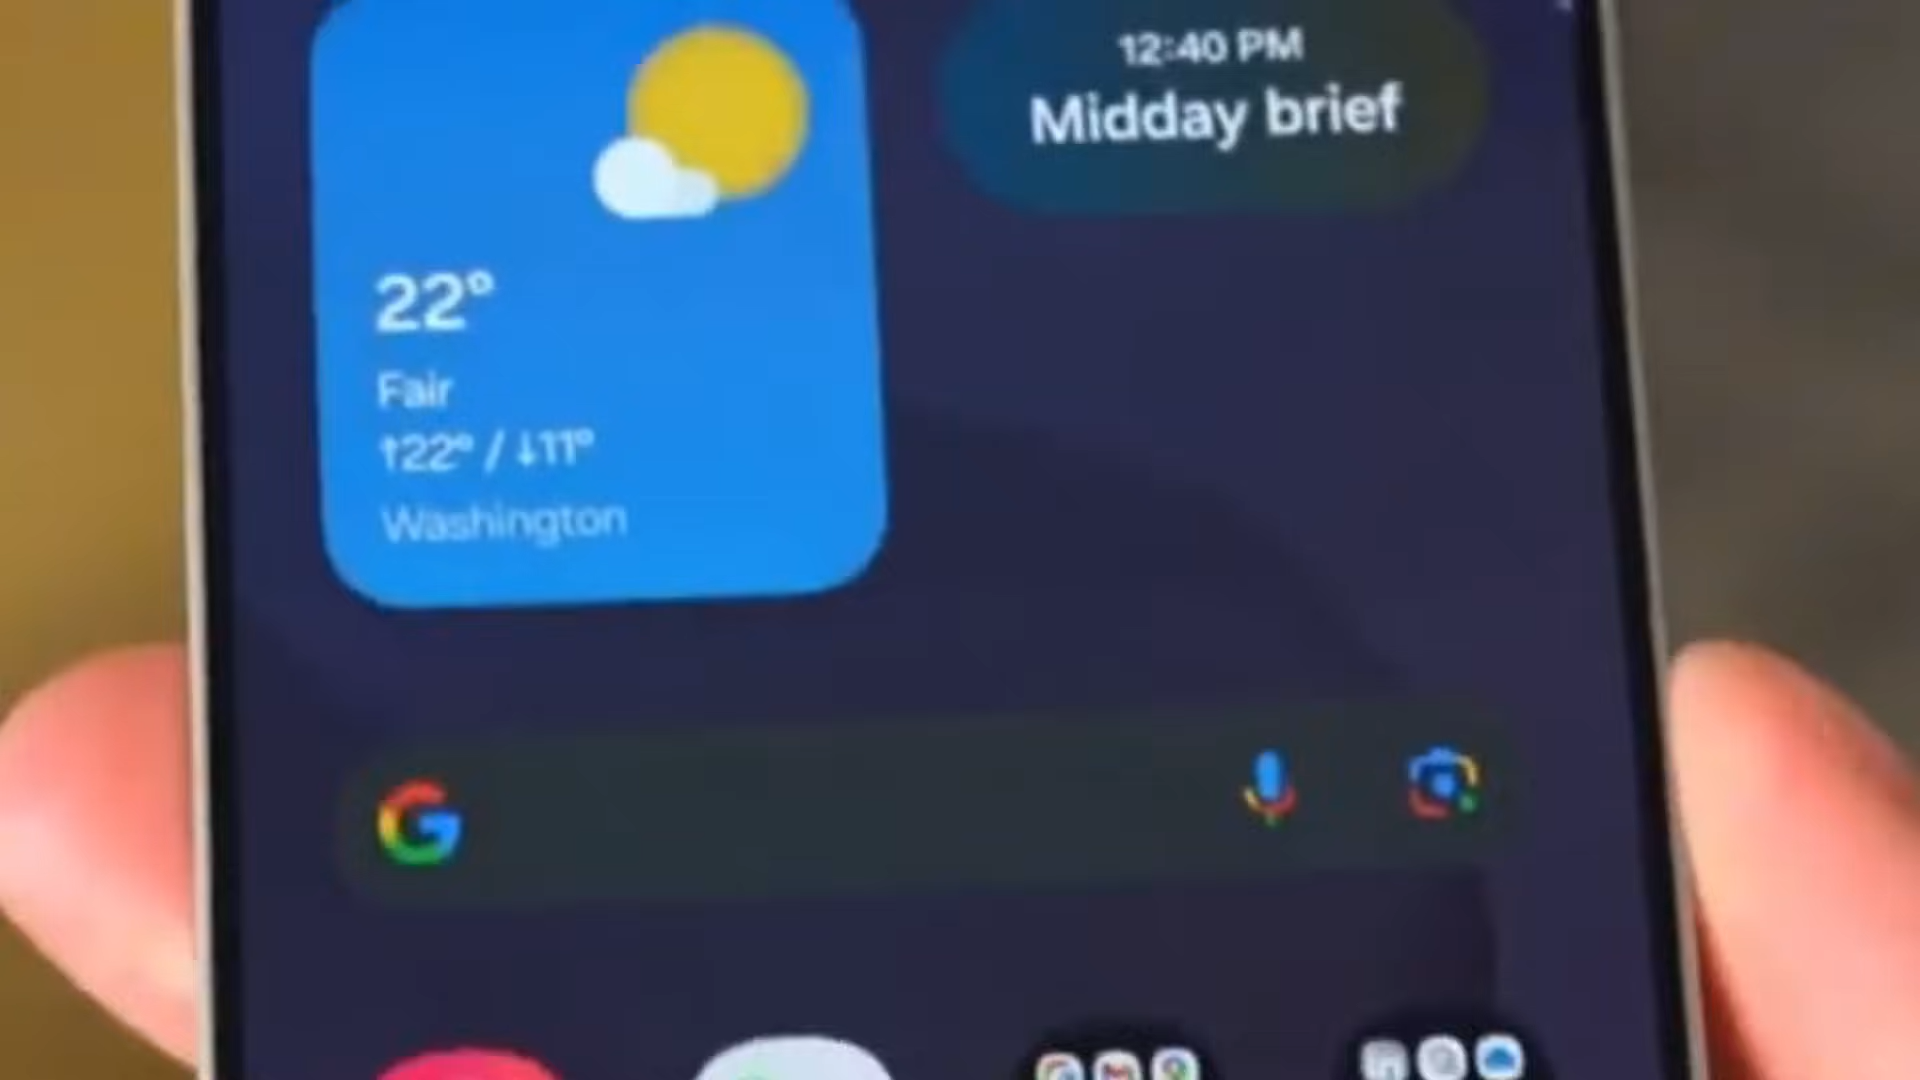 12:40 PM
Midday brief
22°
Fair
↑22° / ↓11°
Washington
G